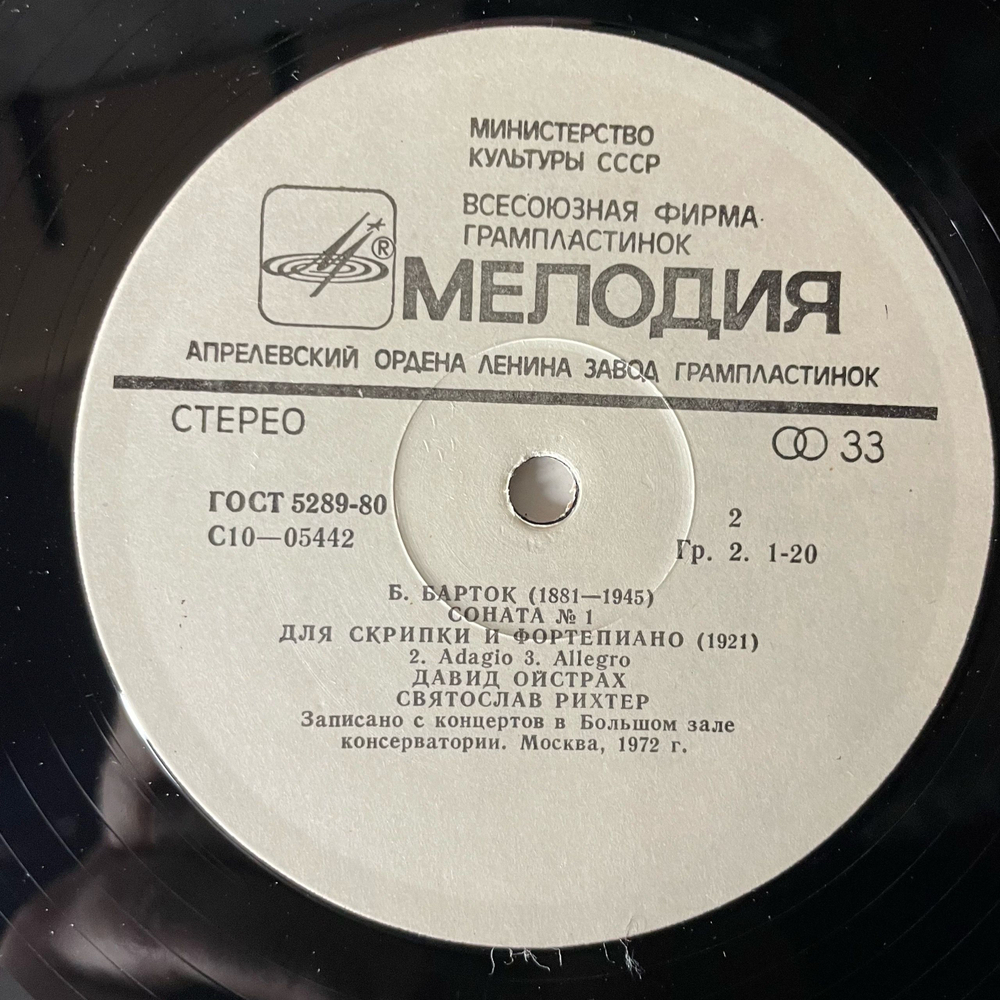 МИНИСТЕРСТВО
КУЛЬТУРЫ СССР
ВСЕСОЮЗНАЯ ФИРМА
ГРАМПЛАСТИНОК
®
МЕЛОДИЯ
АПРЕЛЕВСКИЙ ОРДЕНА ЛЕНИНА ЗАВОД ГРАМПЛАСТИНОК
СТЕРЕО
33
ГОСТ 5289-80
С10—05442
2
Гр. 2. 1-20
Б. БАРТОК (1881—1945)
СОНАТА № 1
ДЛЯ СКРИПКИ И ФОРТЕПИАНО (1921)
2. Adagio 3. Allegro
ДАВИД ОЙСТРАХ
СВЯТОСЛАВ РИХТЕР
Записано с концертов в Большом зале
консерватории. Москва, 1972 г.